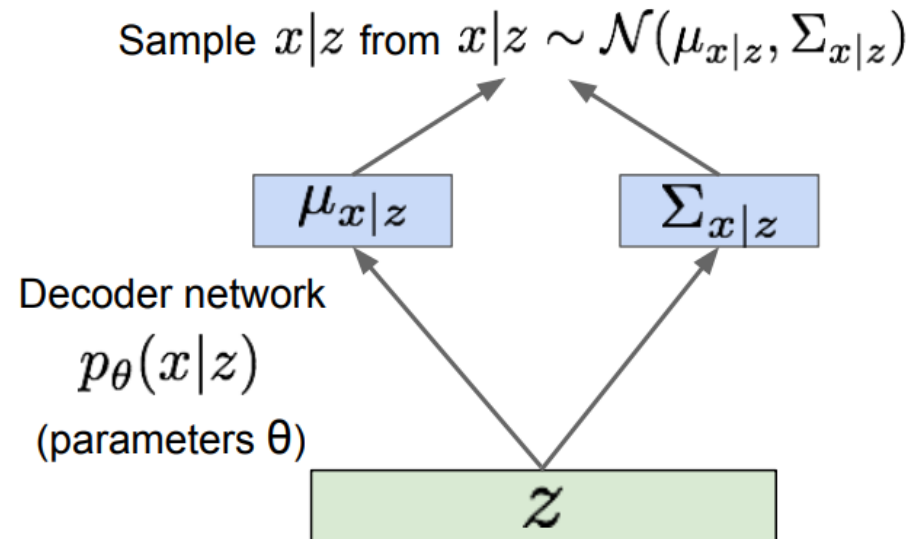 Sample x|z from x|z ∼ 𝒩(μ_{x|z}, Σ_{x|z})
μ_{x|z}
Σ_{x|z}
Decoder network
p_θ(x|z)
(parameters θ)
z